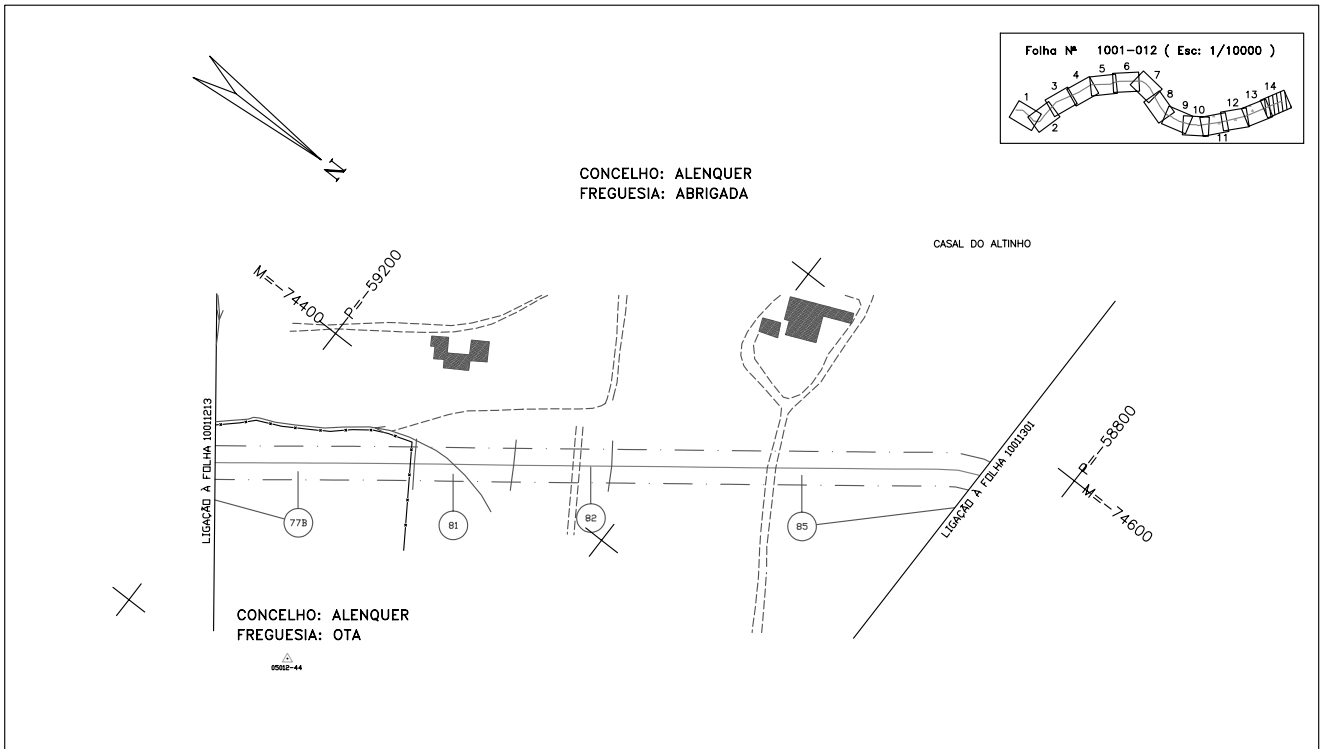 Folha Nª 1001-012 ( Esc: 1/10000 )
1
2
3
4
5
6
7
8
9
10
11
12
13
14
N
CONCELHO: ALENQUER
FREGUESIA: ABRIGADA
CASAL DO ALTINHO
M=-74400
P=-59200
LIGAÇÃO À FOLHA 10011213
LIGAÇÃO À FOLHA 10011301
P=-58800
M=-74600
77B
81
82
85
CONCELHO: ALENQUER
FREGUESIA: OTA
05012-44